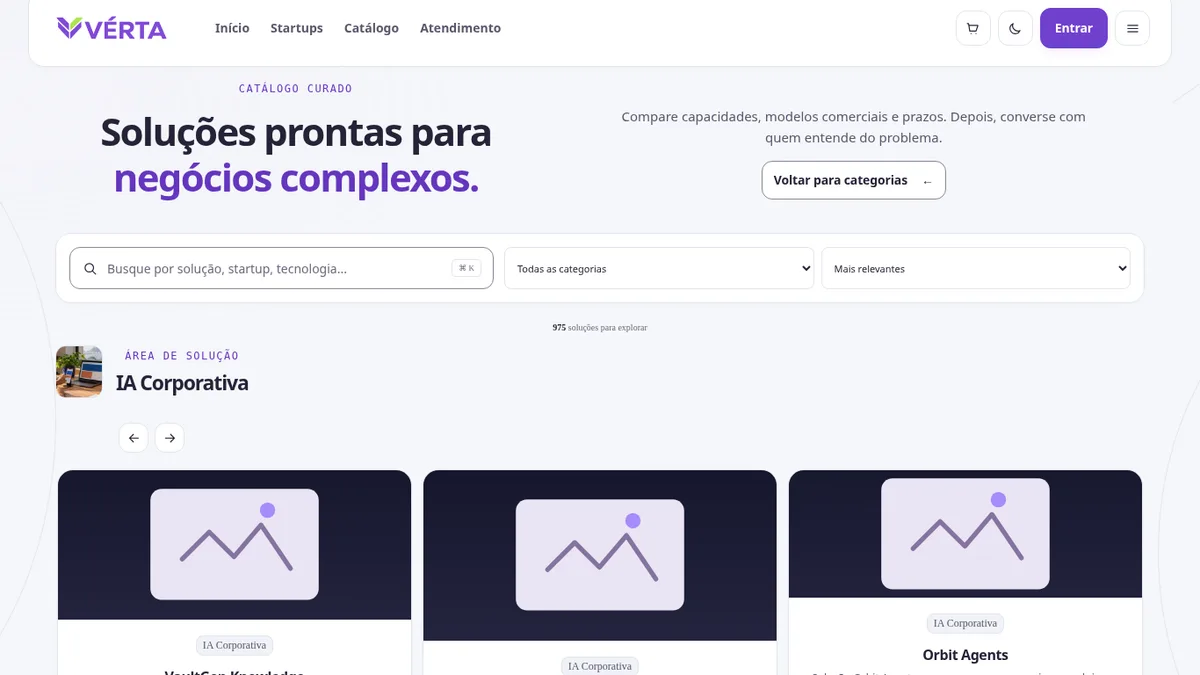 VÉRTA
Início
Startups
Catálogo
Atendimento
Entrar
CATÁLOGO CURADO
Soluções prontas para
negócios complexos.
Compare capacidades, modelos comerciais e prazos. Depois, converse com
quem entende do problema.
Voltar para categorias ←
Busque por solução, startup, tecnologia...
⌘ K
Todas as categorias
Mais relevantes
975 soluções para explorar
ÁREA DE SOLUÇÃO
IA Corporativa
← →
IA Corporativa
IA Corporativa
IA Corporativa
Orbit Agents